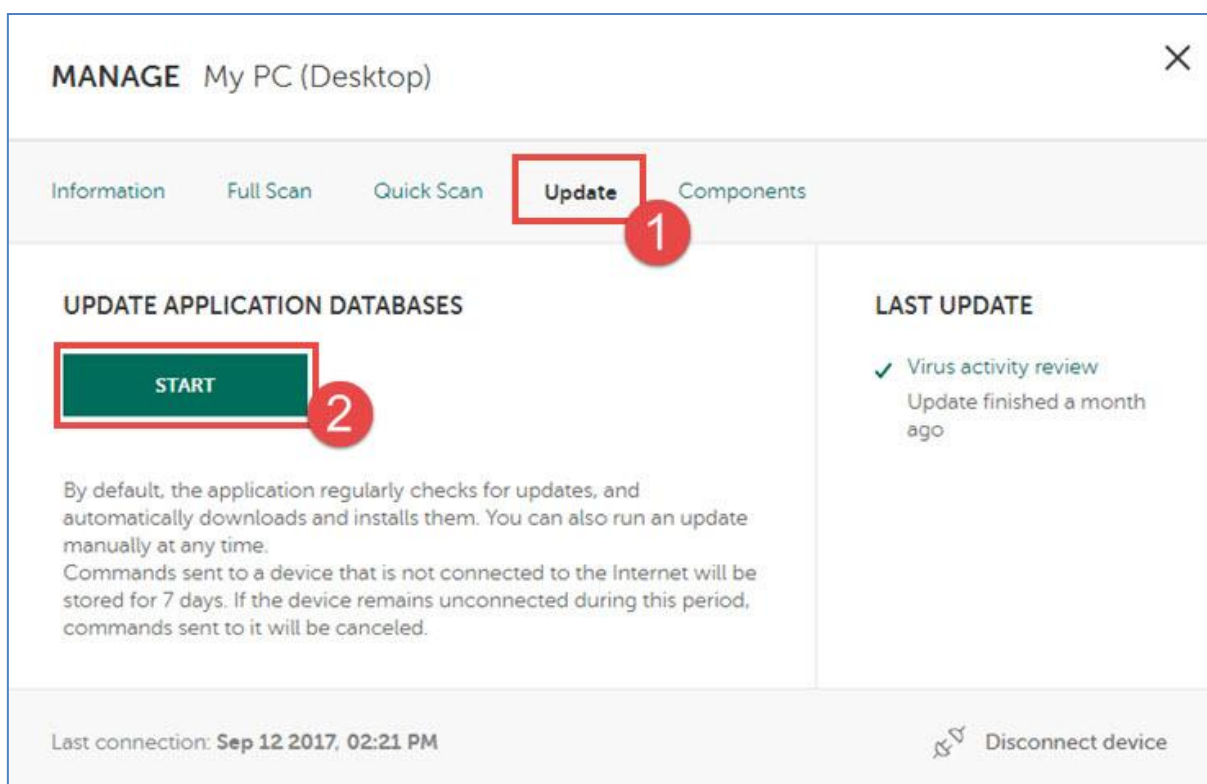 MANAGE My PC (Desktop)
Information Full Scan Quick Scan Update Components
1
UPDATE APPLICATION DATABASES
START
2
By default, the application regularly checks for updates, and
automatically downloads and installs them. You can also run an update
manually at any time.
Commands sent to a device that is not connected to the Internet will be
stored for 7 days. If the device remains unconnected during this period,
commands sent to it will be canceled.
LAST UPDATE
Virus activity review
Update finished a month
ago
Last connection: Sep 12 2017, 02:21 PM
Disconnect device